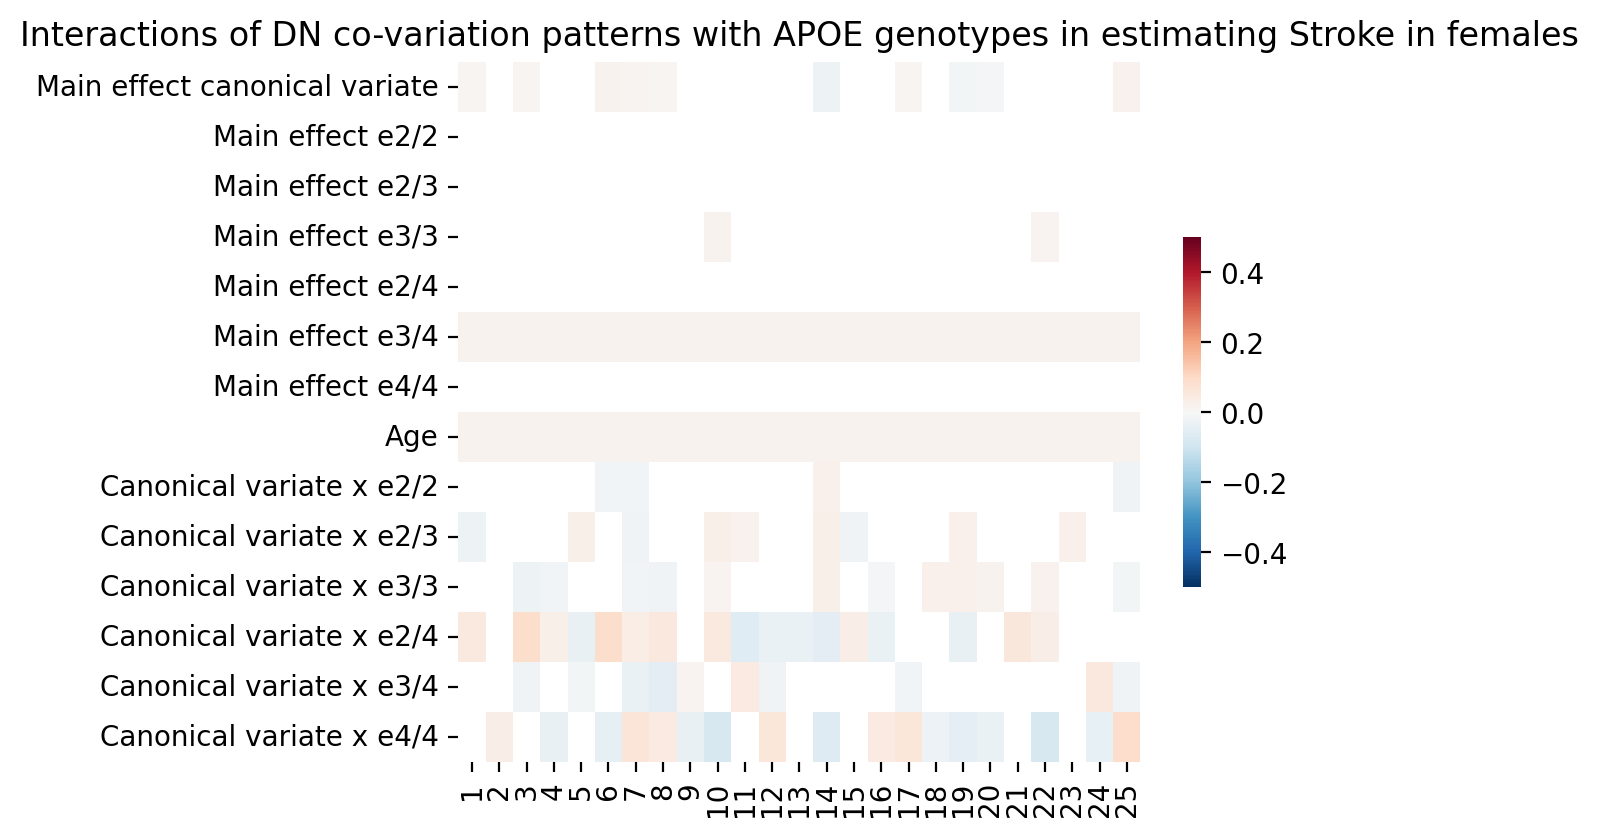 Interactions of DN co-variation patterns with APOE genotypes in estimating Stroke in females
Main effect canonical variate
Main effect e2/2
Main effect e2/3
Main effect e3/3
Main effect e2/4
Main effect e3/4
Main effect e4/4
Age
Canonical variate x e2/2
Canonical variate x e2/3
Canonical variate x e3/3
Canonical variate x e2/4
Canonical variate x e3/4
Canonical variate x e4/4
1 2 3 4 5 6 7 8 9 10 11 12 13 14 15 16 17 18 19 20 21 22 23 24 25
0.4
0.2
0.0
−0.2
−0.4